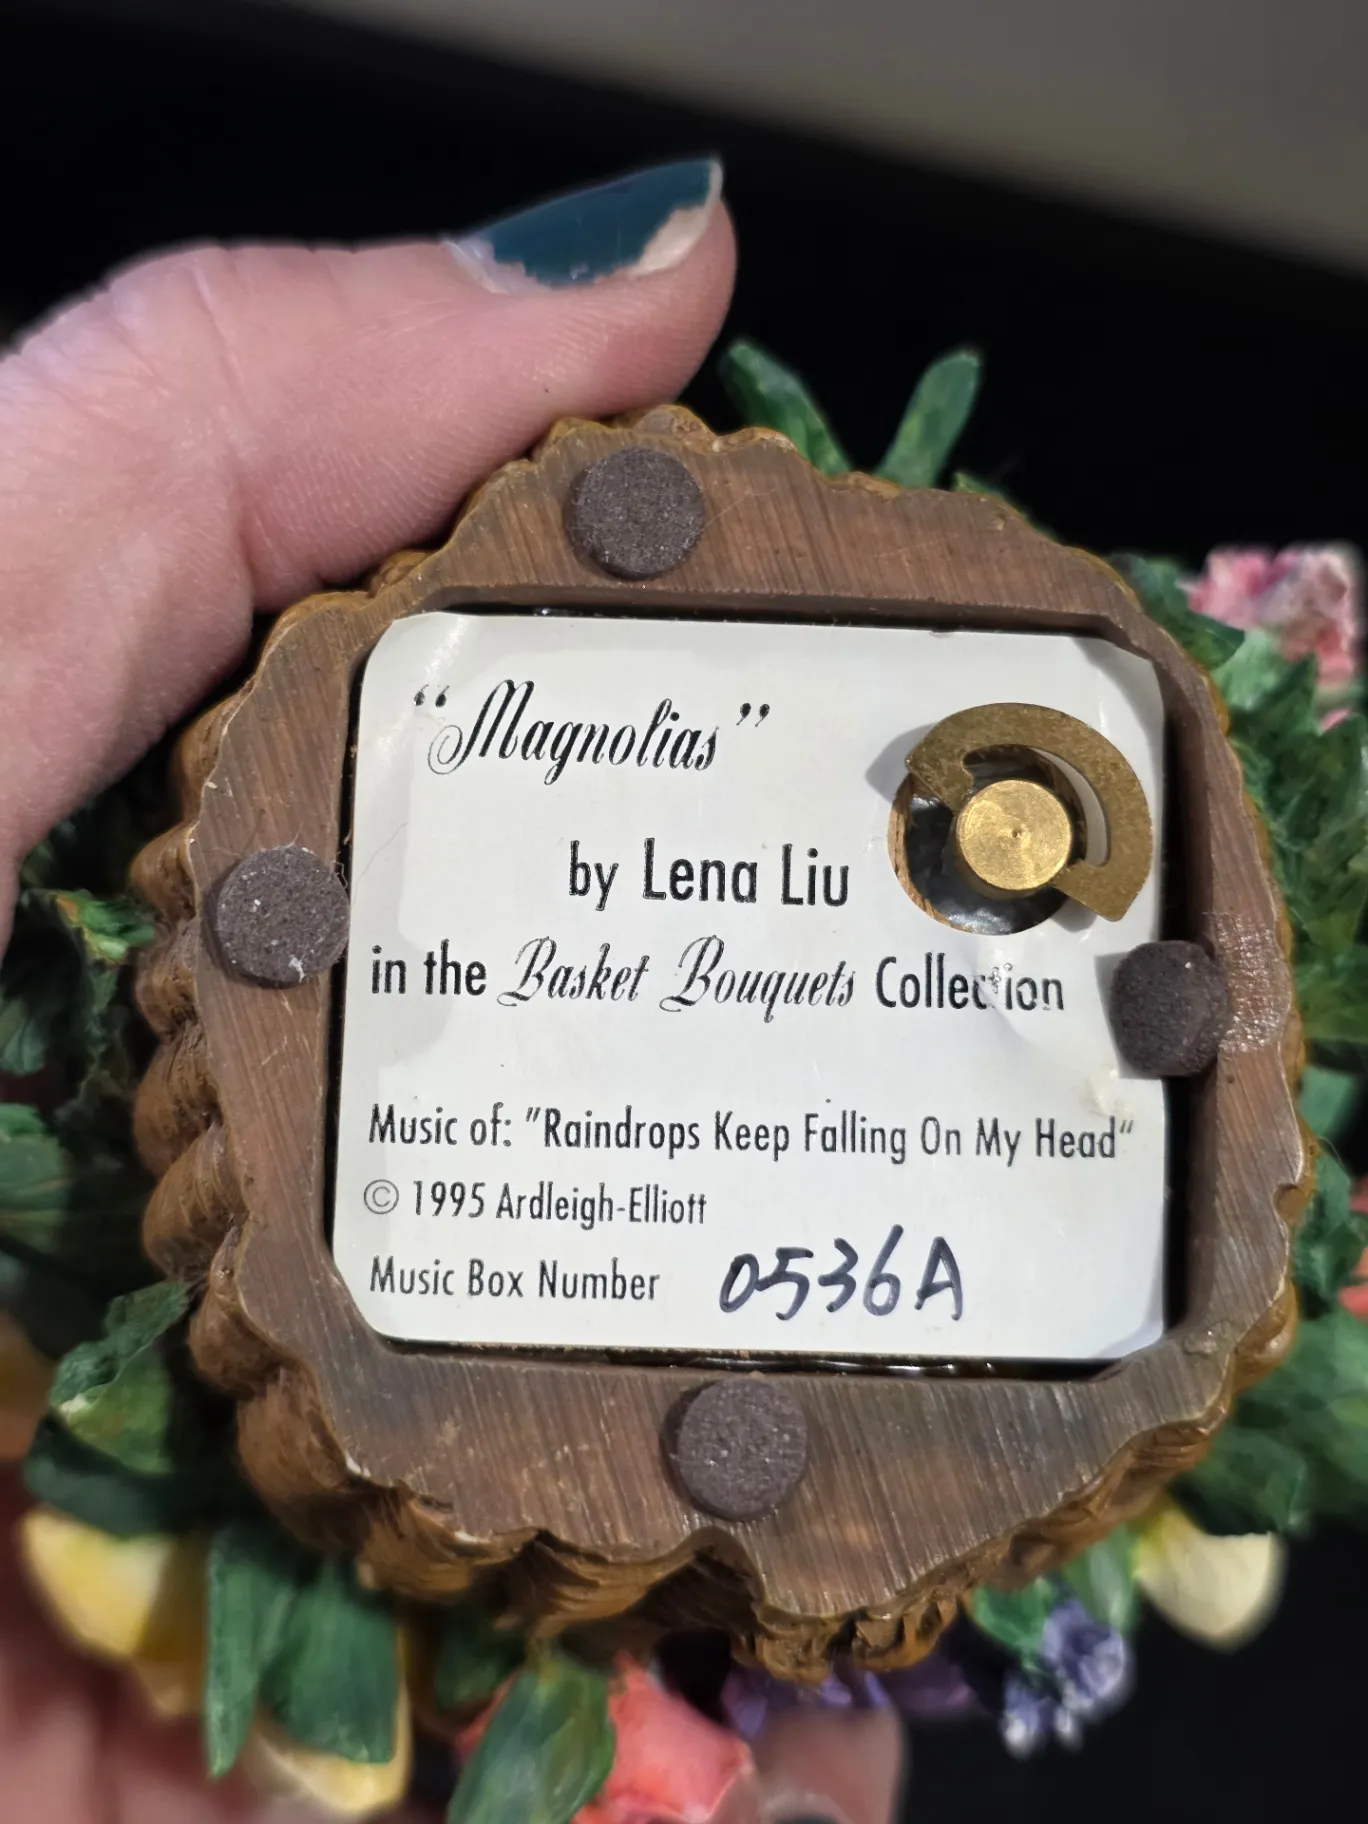 “Magnolias”
by Lena Liu
in the Basket Bouquets Collection
Music of: "Raindrops Keep Falling On My Head"
© 1995 Ardleigh-Elliott
Music Box Number 0536A